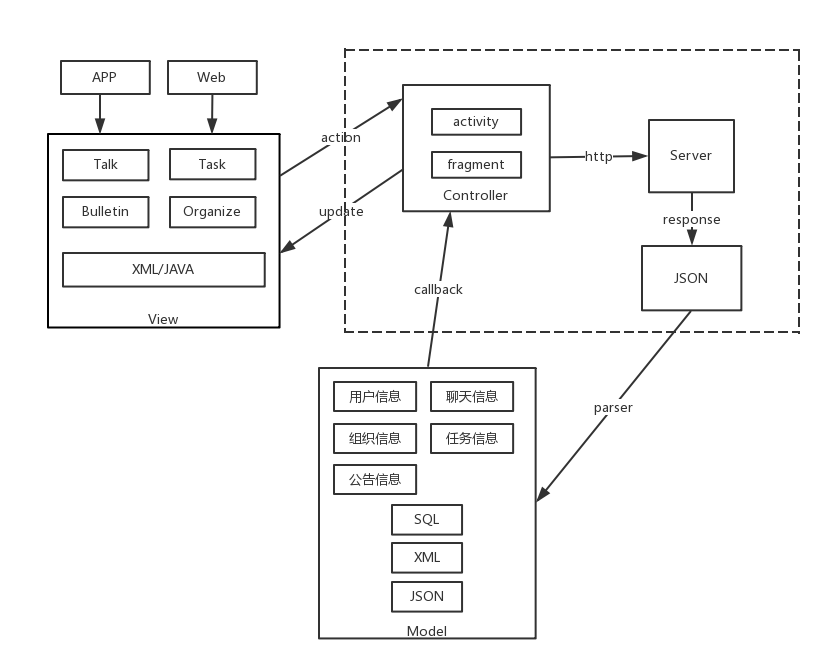 APP
Web
Talk
Task
Bulletin
Organize
XML/JAVA
View
action
update
activity
fragment
Controller
http
Server
response
JSON
callback
parser
用户信息
聊天信息
组织信息
任务信息
公告信息
SQL
XML
JSON
Model